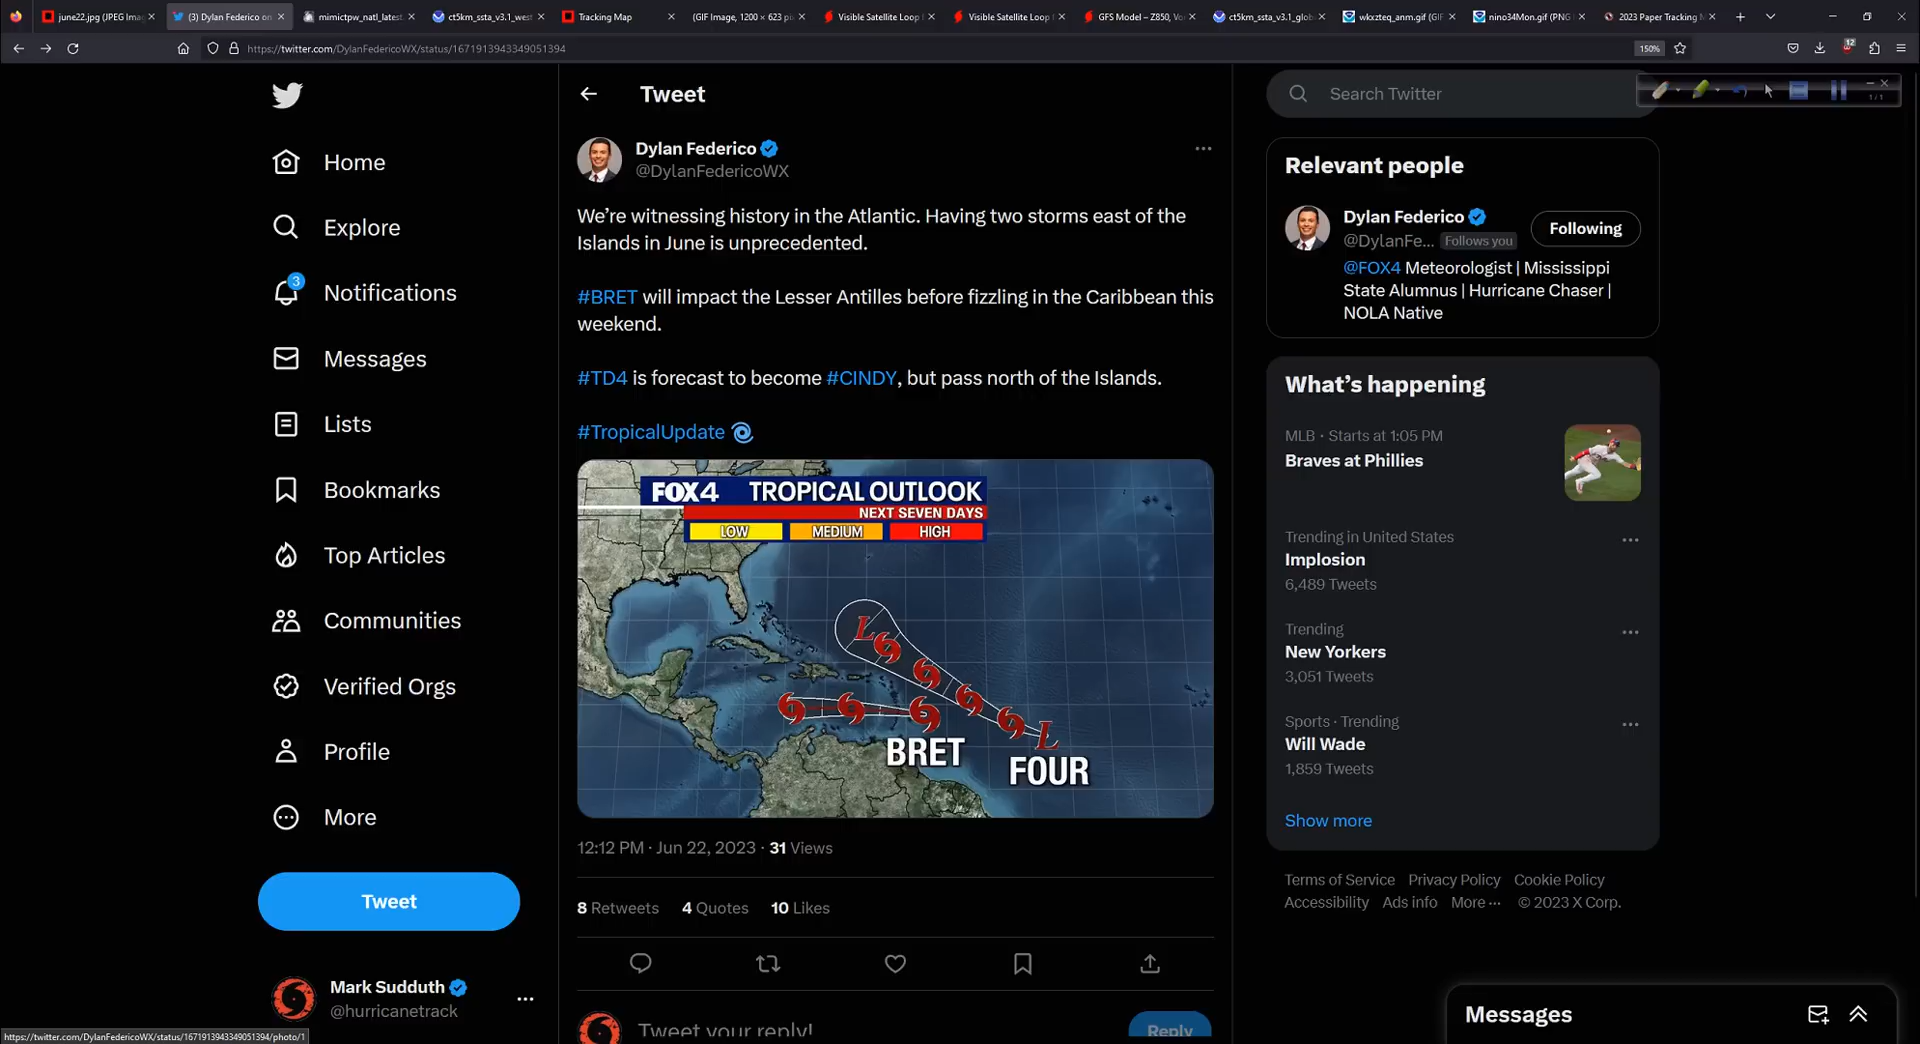 june22.jpg (JPEG Imag
(3) Dylan Federico on
mimictpw_natl_latest.
ct5km_ssta_v3.1_west
Tracking Map
(GIF Image, 1200 × 623 pi
Visible Satellite Loop
Visible Satellite Loop
GFS Model – Z850, Vo
ct5km_ssta_v3.1_glob
wkxzteq_anm.gif (GIF
nino34Mon.gif (PNG
2023 Paper Tracking M
https://twitter.com/DylanFedericoWX/status/1671913943349051394
150%
12
Home
Explore
3
Notifications
Messages
Lists
Bookmarks
Top Articles
Communities
Verified Orgs
Profile
More
Tweet
Mark Sudduth
@hurricanetrack
https://twitter.com/DylanFedericoWX/status/1671913943349051394/photo/1
Tweet
Dylan Federico
@DylanFedericoWX
We're witnessing history in the Atlantic. Having two storms east of the
Islands in June is unprecedented.
#BRET will impact the Lesser Antilles before fizzling in the Caribbean this
weekend.
#TD4 is forecast to become #CINDY, but pass north of the Islands.
#TropicalUpdate
FOX4 TROPICAL OUTLOOK
NEXT SEVEN DAYS
LOW MEDIUM HIGH
L
L
BRET
FOUR
12:12 PM · Jun 22, 2023 · 31 Views
8 Retweets 4 Quotes 10 Likes
Tweet your reply!
Reply
Search Twitter
1/1
Relevant people
Dylan Federico
@DylanFe... Follows you
Following
@FOX4 Meteorologist | Mississippi
State Alumnus | Hurricane Chaser |
NOLA Native
What's happening
MLB · Starts at 1:05 PM
Braves at Phillies
Trending in United States
Implosion
6,489 Tweets
Trending
New Yorkers
3,051 Tweets
Sports · Trending
Will Wade
1,859 Tweets
Show more
Terms of Service Privacy Policy Cookie Policy
Accessibility Ads info More ··· © 2023 X Corp.
Messages